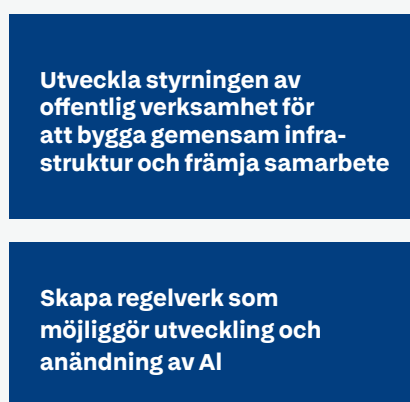 Utveckla styrningen av
offentlig verksamhet för
att bygga gemensam infra-
struktur och främja samarbete
Skapa regelverk som
möjliggör utveckling och
anändning av AI